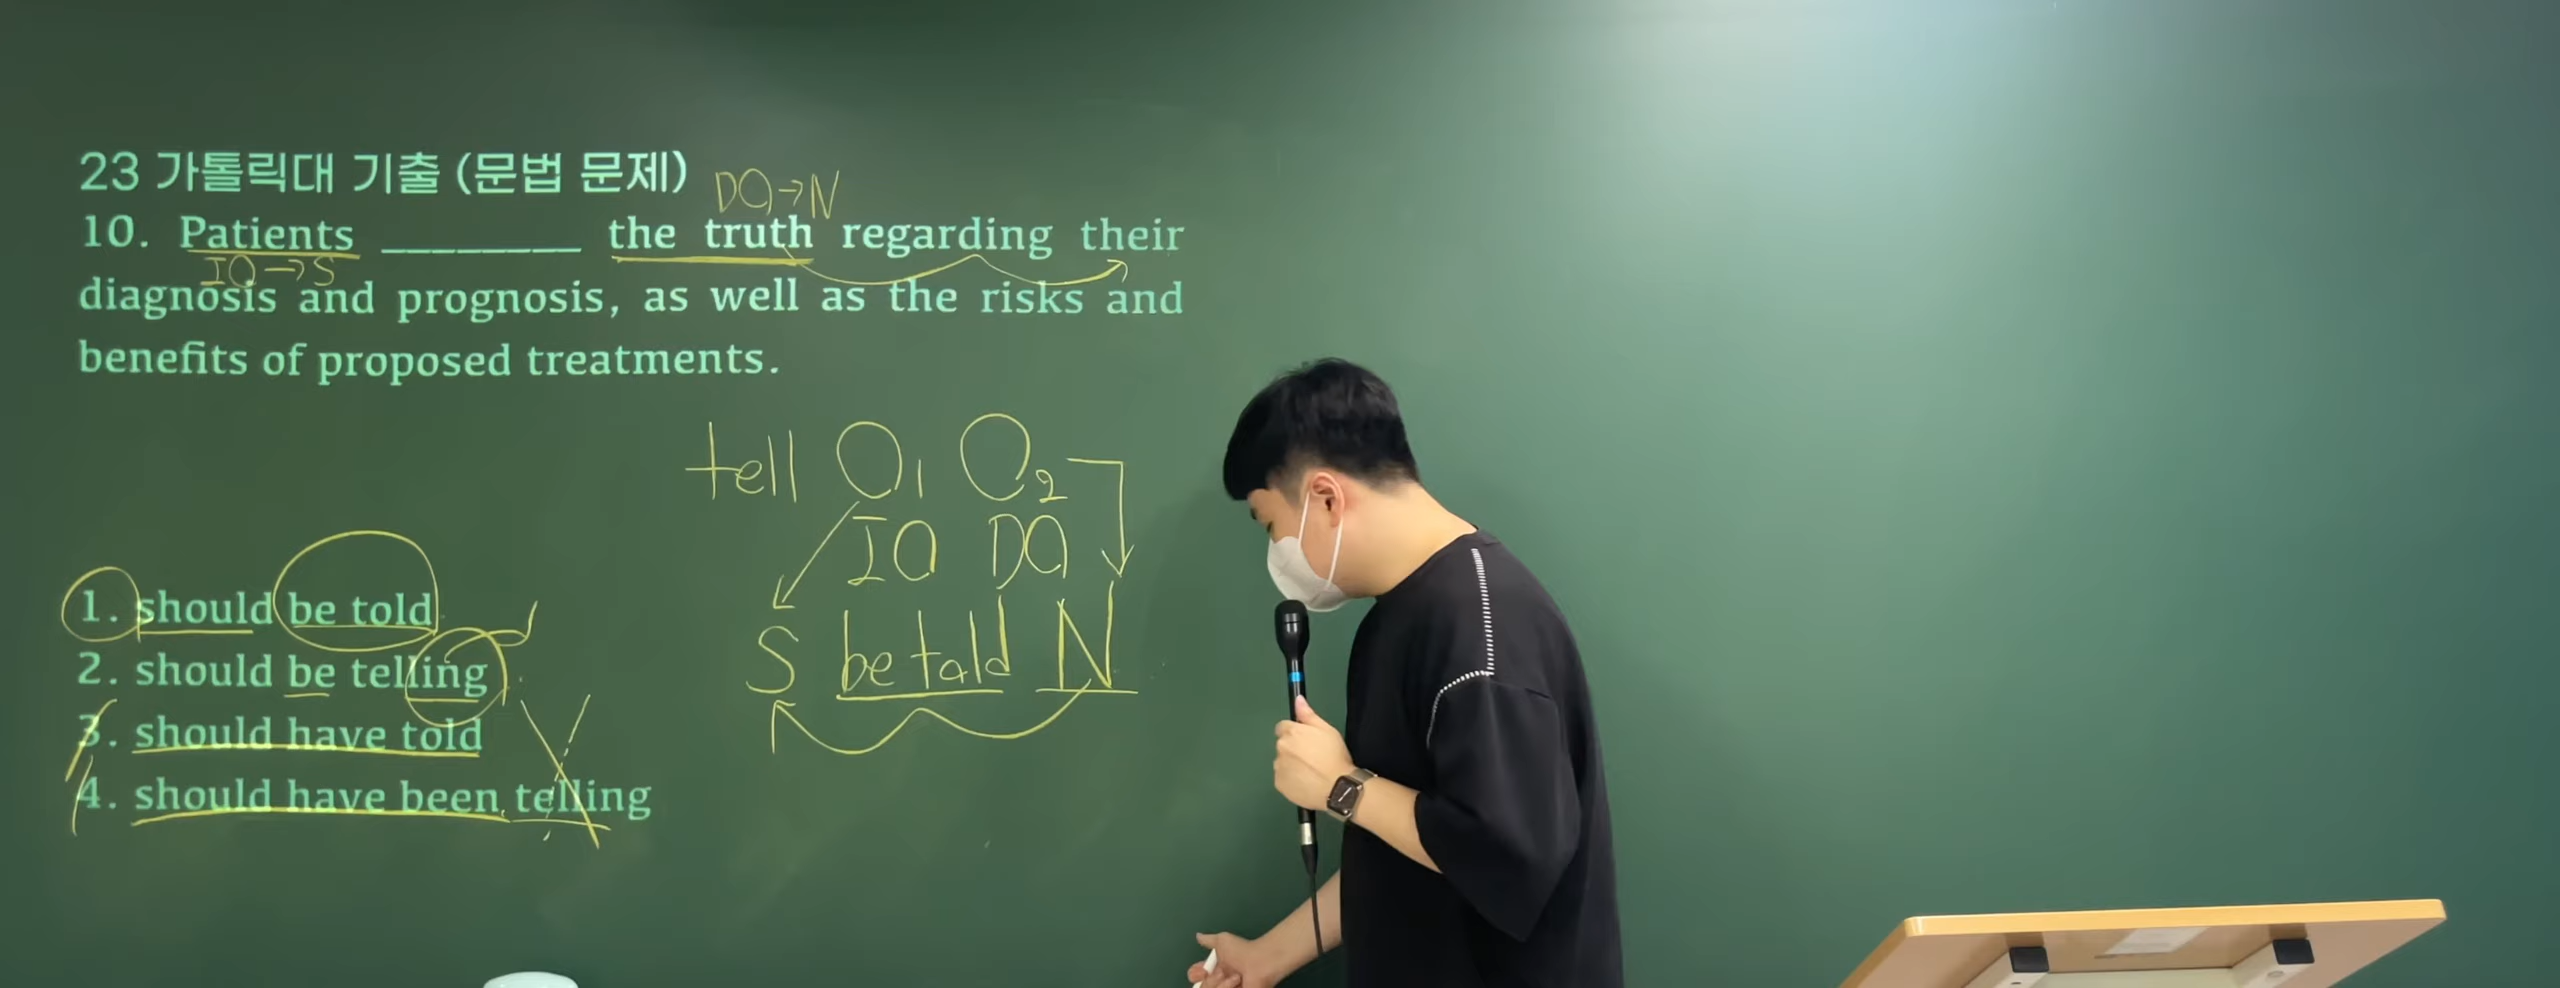 23 가톨릭대 기출 (문법 문제)
DO→N
10. Patients ________ the truth regarding their
IO→S
diagnosis and prognosis, as well as the risks and
benefits of proposed treatments.
tell O1 O2
IO DO
S be told N
1. should be told
2. should be telling
3. should have told
4. should have been telling